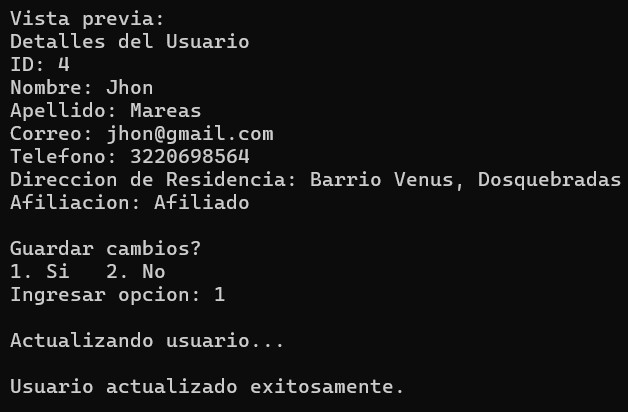 Vista previa:
Detalles del Usuario
ID: 4
Nombre: Jhon
Apellido: Mareas
Correo: jhon@gmail.com
Telefono: 3220698564
Direccion de Residencia: Barrio Venus, Dosquebradas
Afiliacion: Afiliado

Guardar cambios?
1. Si   2. No
Ingresar opcion: 1

Actualizando usuario...

Usuario actualizado exitosamente.